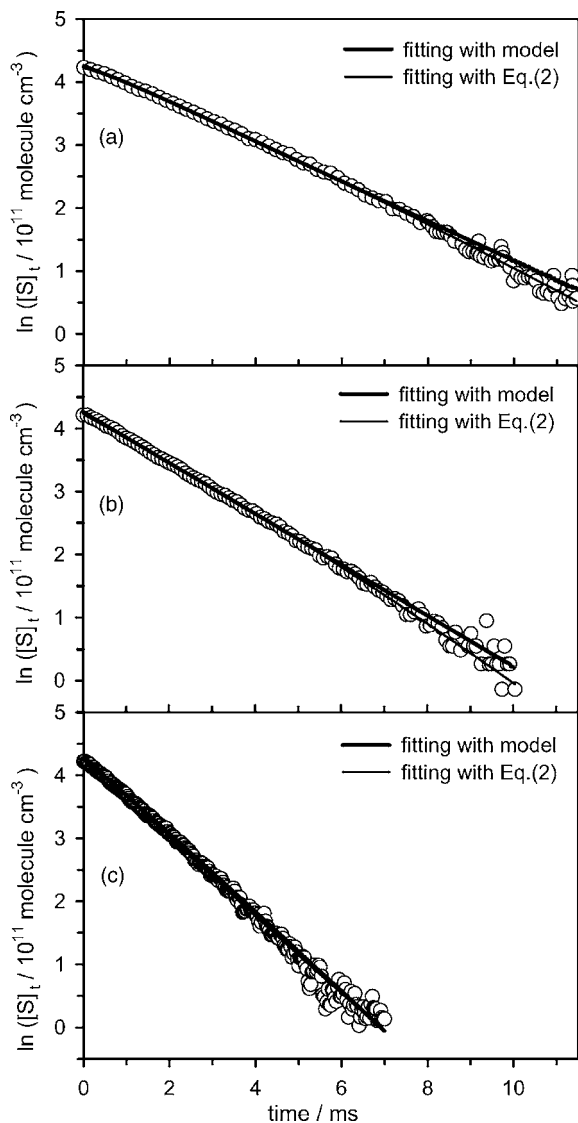 5
4
3
2
1
0
ln ([S]ₜ / 10¹¹ molecule cm⁻³)
fitting with model
fitting with Eq.(2)
(a)
5
4
3
2
1
0
ln ([S]ₜ / 10¹¹ molecule cm⁻³)
fitting with model
fitting with Eq.(2)
(b)
5
4
3
2
1
0
ln ([S]ₜ / 10¹¹ molecule cm⁻³)
fitting with model
fitting with Eq.(2)
(c)
0 2 4 6 8 10
time / ms